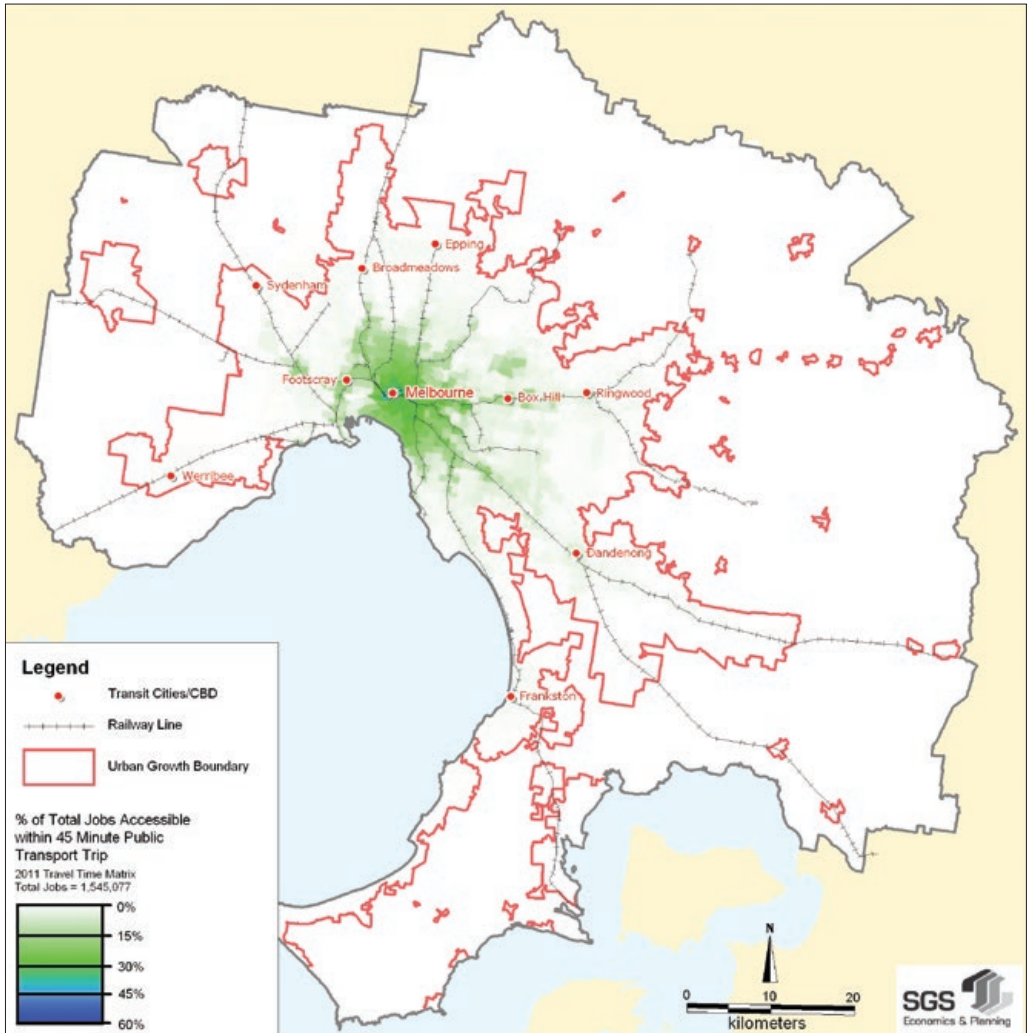 Epping
Broadmeadows
Sydenham
Footscray
Melbourne
Box Hill
Ringwood
Werribee
Dandenong
Frankston
Legend
Transit Cities/CBD
Railway Line
Urban Growth Boundary
% of Total Jobs Accessible
within 45 Minute Public
Transport Trip
2011 Travel Time Matrix
Total Jobs = 1,545,077
0%
15%
30%
45%
60%
N
0 10 20
kilometers
SGS
Economics & Planning